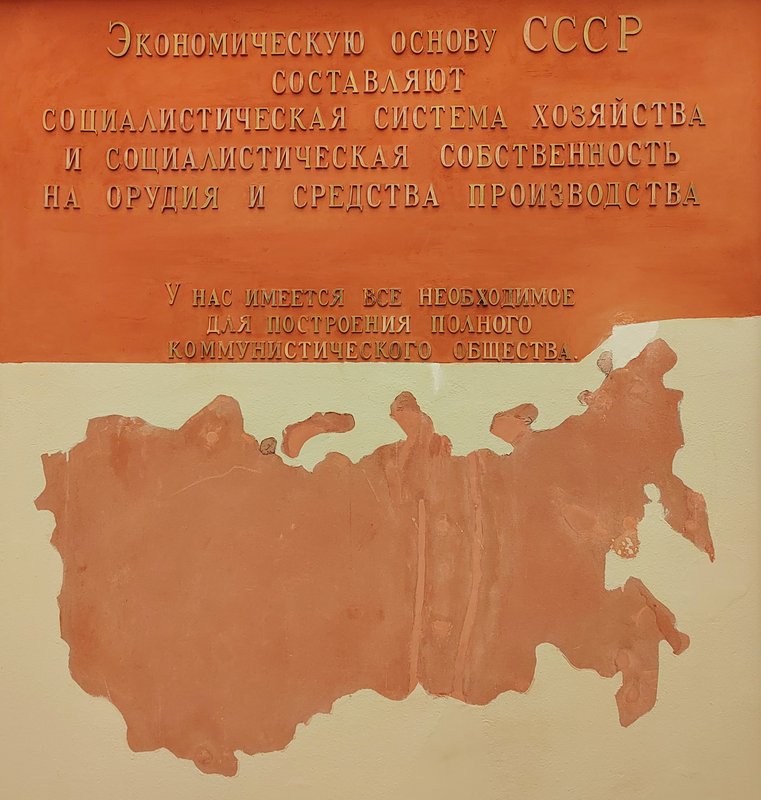 Экономическую основу СССР
составляют
социалистическая система хозяйства
и социалистическая собственность
на орудия и средства производства
У нас имеется все необходимое
для построения полного
коммунистического общества.